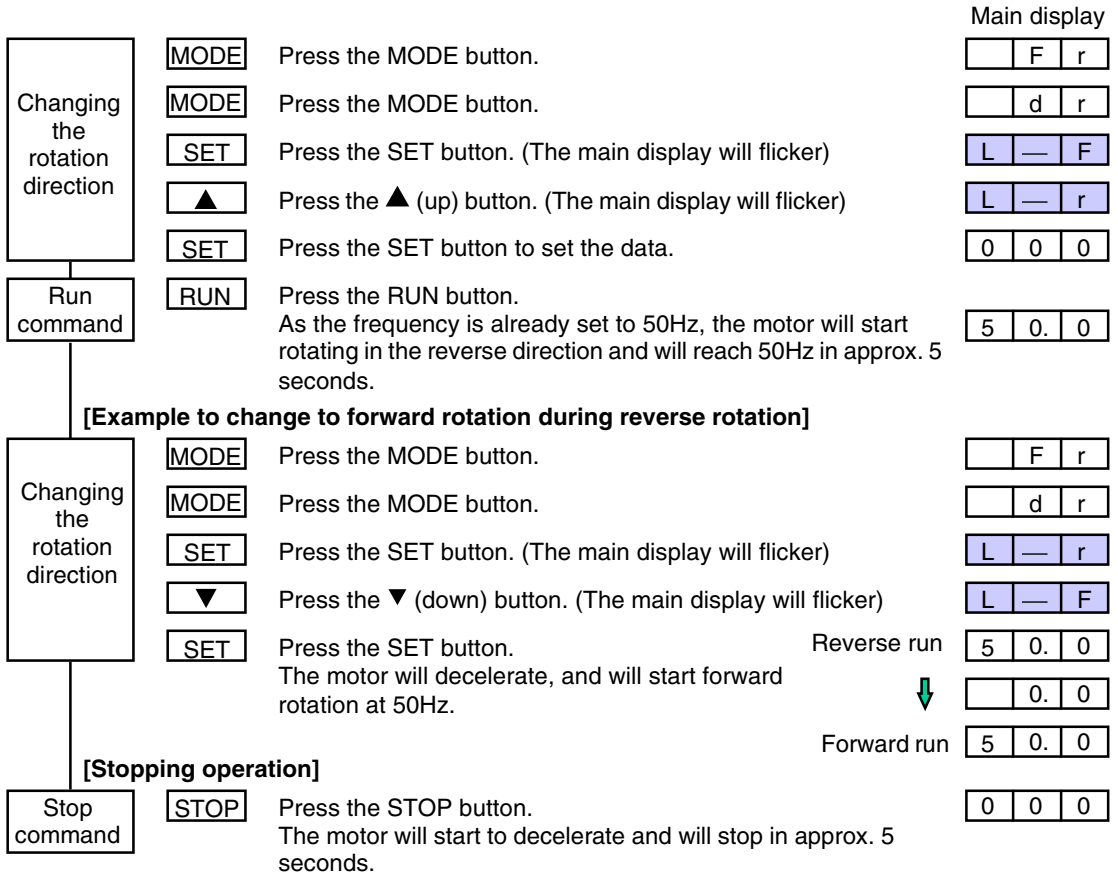 Main display
MODE Press the MODE button. F r
Changing the rotation direction
MODE Press the MODE button. d r
SET Press the SET button. (The main display will flicker) L — F
▲ Press the ▲ (up) button. (The main display will flicker) L — r
SET Press the SET button to set the data. 0 0 0
Run command
RUN Press the RUN button.
As the frequency is already set to 50Hz, the motor will start 5 0. 0
rotating in the reverse direction and will reach 50Hz in approx. 5
seconds.
[Example to change to forward rotation during reverse rotation]
MODE Press the MODE button. F r
Changing the rotation direction
MODE Press the MODE button. d r
SET Press the SET button. (The main display will flicker) L — r
▼ Press the ▼ (down) button. (The main display will flicker) L — F
SET Press the SET button. Reverse run 5 0. 0
The motor will decelerate, and will start forward
rotation at 50Hz. 0. 0
Forward run 5 0. 0
[Stopping operation]
Stop command
STOP Press the STOP button. 0 0 0
The motor will start to decelerate and will stop in approx. 5
seconds.